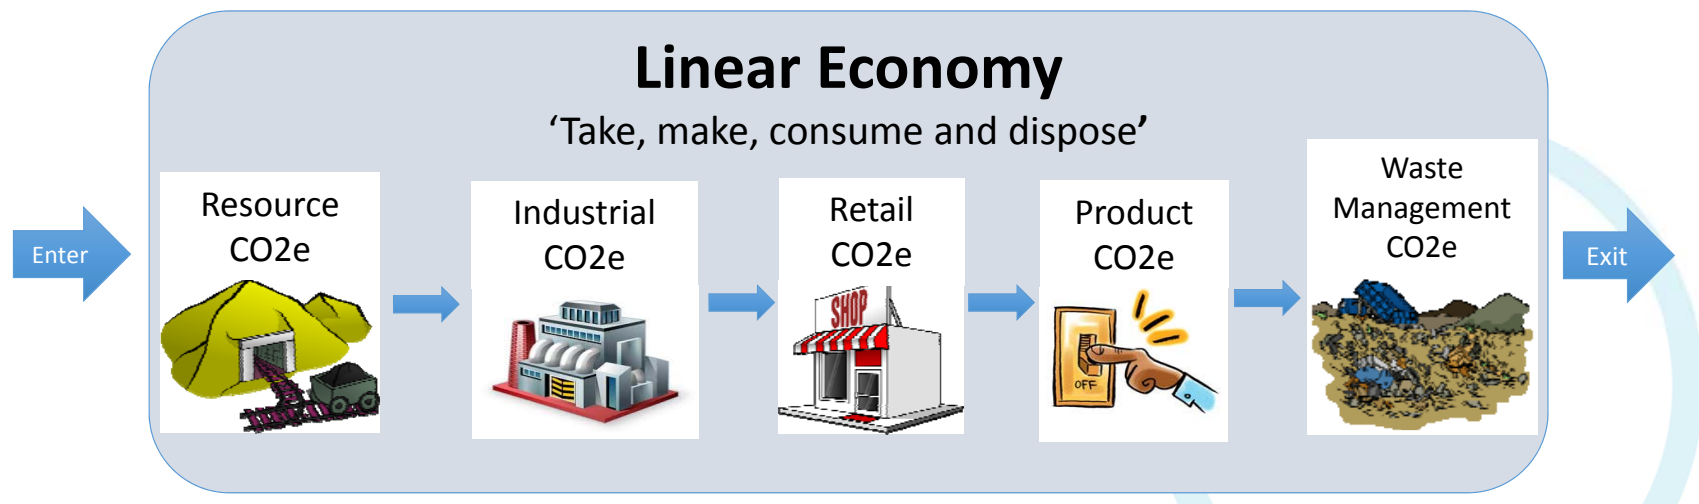 Linear Economy
‘Take, make, consume and dispose’
Enter
Resource
CO2e
Industrial
CO2e
Retail
CO2e
SHOP
Product
CO2e
OFF
Waste
Management
CO2e
Exit